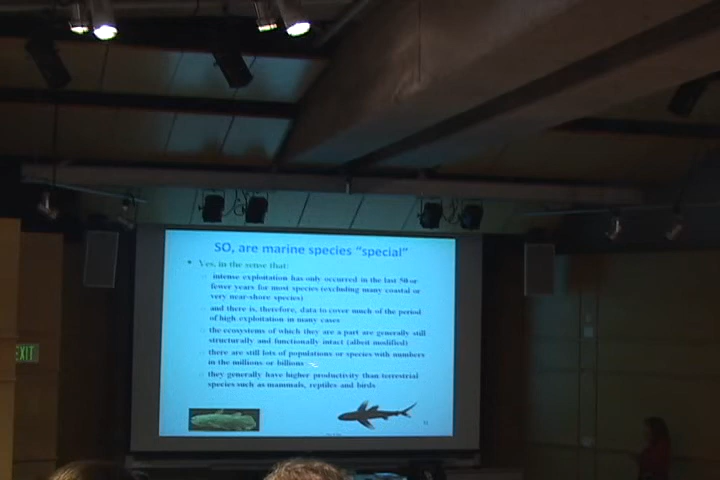 SO, are marine species "special"
• Yes, in the sense that:
intense exploitation has only occurred in the last 50 or
fewer years for most species (excluding many coastal or
very near-shore species)
and there is, therefore, data to cover much of the period
of high exploitation in many cases
the ecosystems of which they are a part are generally still
structurally and functionally intact (albeit modified)
there are still lots of populations or species with numbers
in the millions or billions
they generally have higher productivity than terrestrial
species such as mammals, reptiles and birds
EXIT